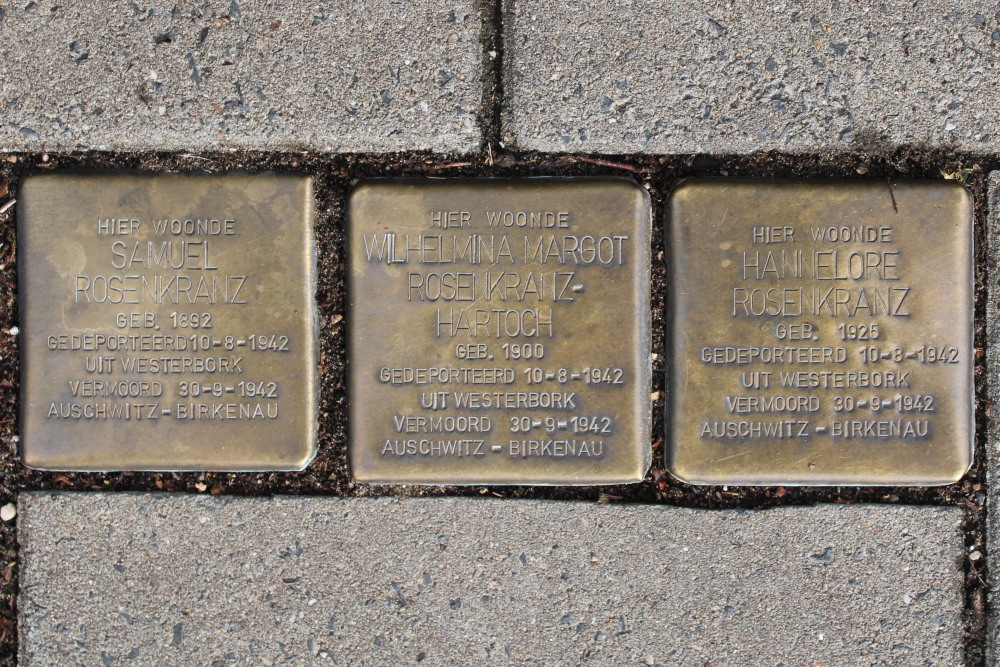 HIER WOONDE
SAMUEL
ROSENKRANZ
GEB. 1892
GEDEPORTEERD 10-8-1942
UIT WESTERBORK
VERMOORD 30-9-1942
AUSCHWITZ-BIRKENAU
HIER WOONDE
WILHELMINA MARGOT
ROSENKRANZ-
HARTOCH
GEB. 1900
GEDEPORTEERD 10-8-1942
UIT WESTERBORK
VERMOORD 30-9-1942
AUSCHWITZ - BIRKENAU
HIER WOONDE
HANNELORE
ROSENKRANZ
GEB. 1925
GEDEPORTEERD 10-8-1942
UIT WESTERBORK
VERMOORD 30-9-1942
AUSCHWITZ - BIRKENAU